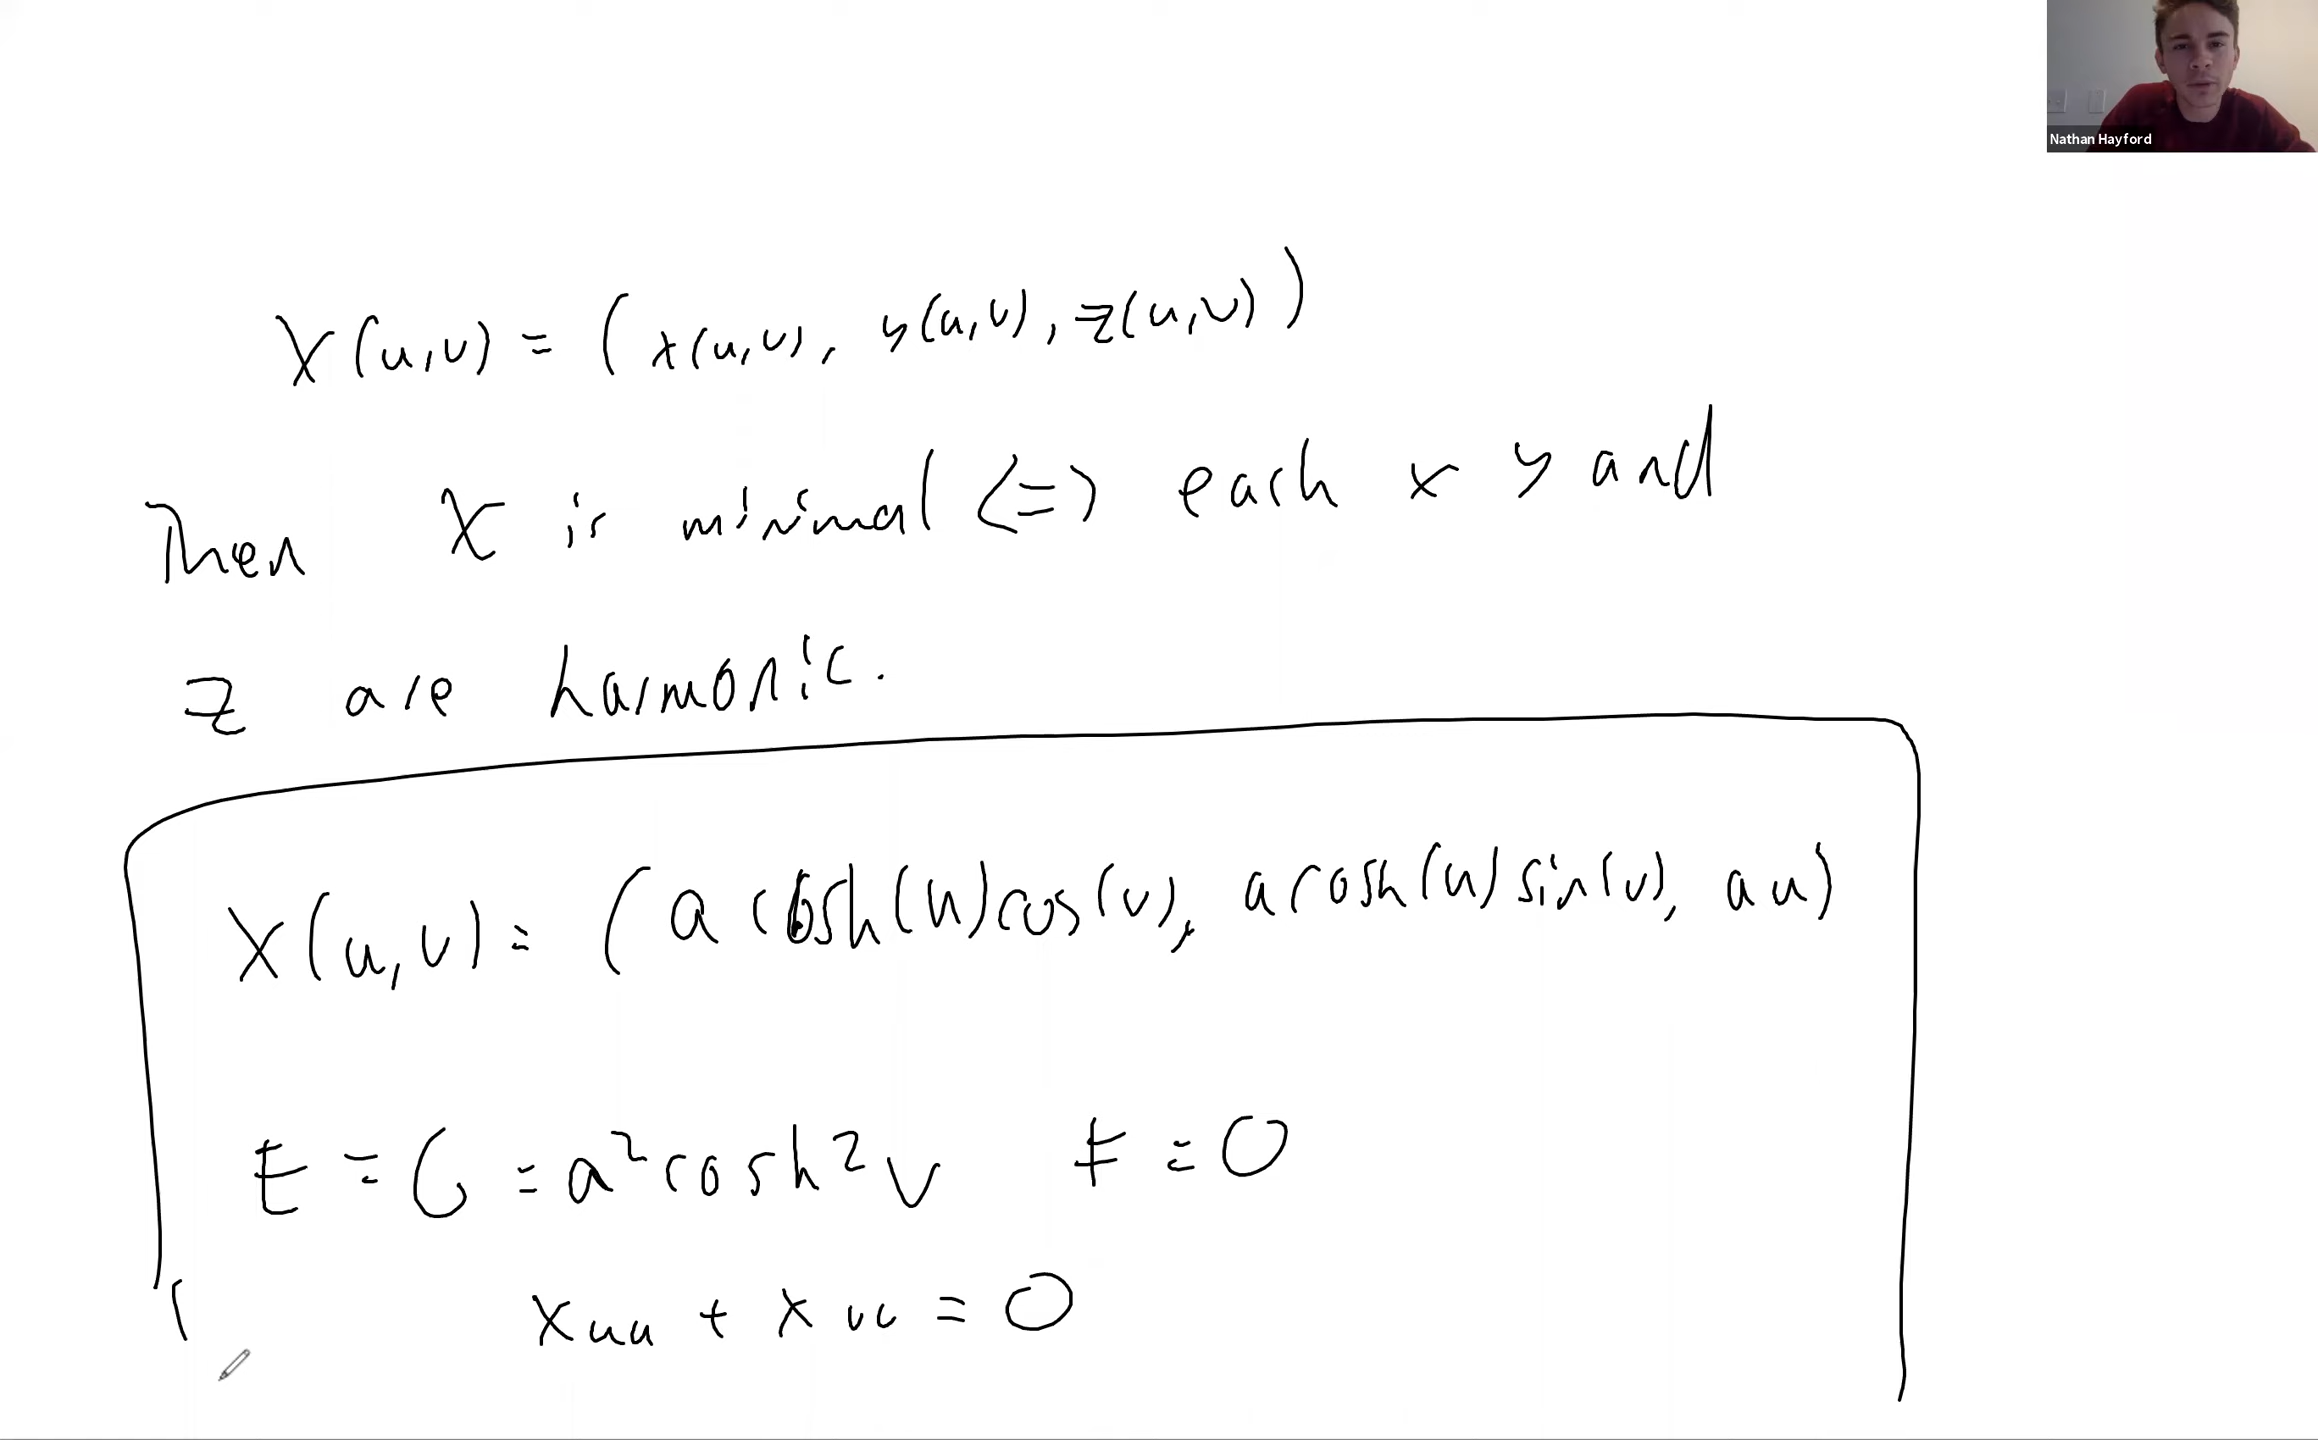 Nathan Hayford
X(u,v) = ( x(u,v), y(u,v), z(u,v) )
Then X is minimal <=> each x y and
z are harmonic.
X(u,v) = ( a cosh(u)cos(v), a cosh(u) sin(v), au)
E = G = a²cosh²v F = 0
Xuu + Xvv = 0